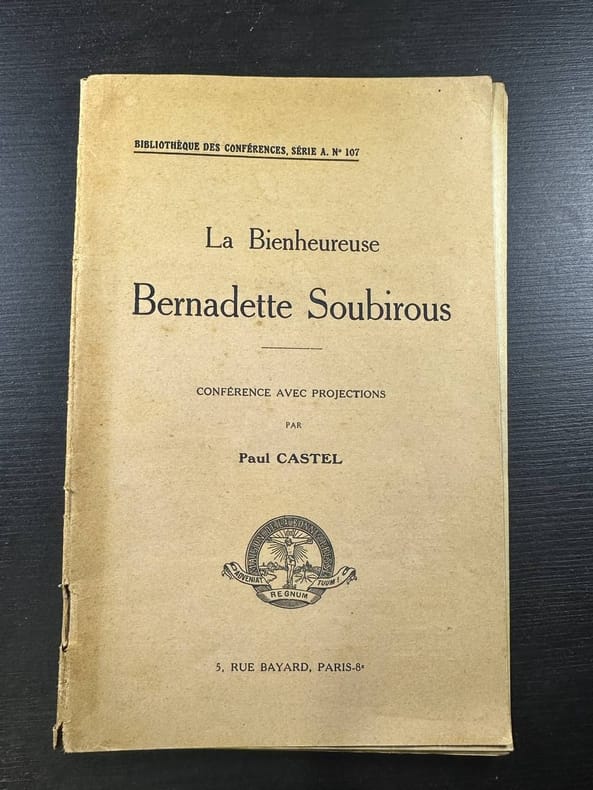 BIBLIOTHÈQUE DES CONFÉRENCES, SÉRIE A. Nº 107
La Bienheureuse
Bernadette Soubirous
CONFÉRENCE AVEC PROJECTIONS
PAR
Paul CASTEL
ADVENIAT
REGNUM
TUUM!
5, RUE BAYARD, PARIS-8ᵉ